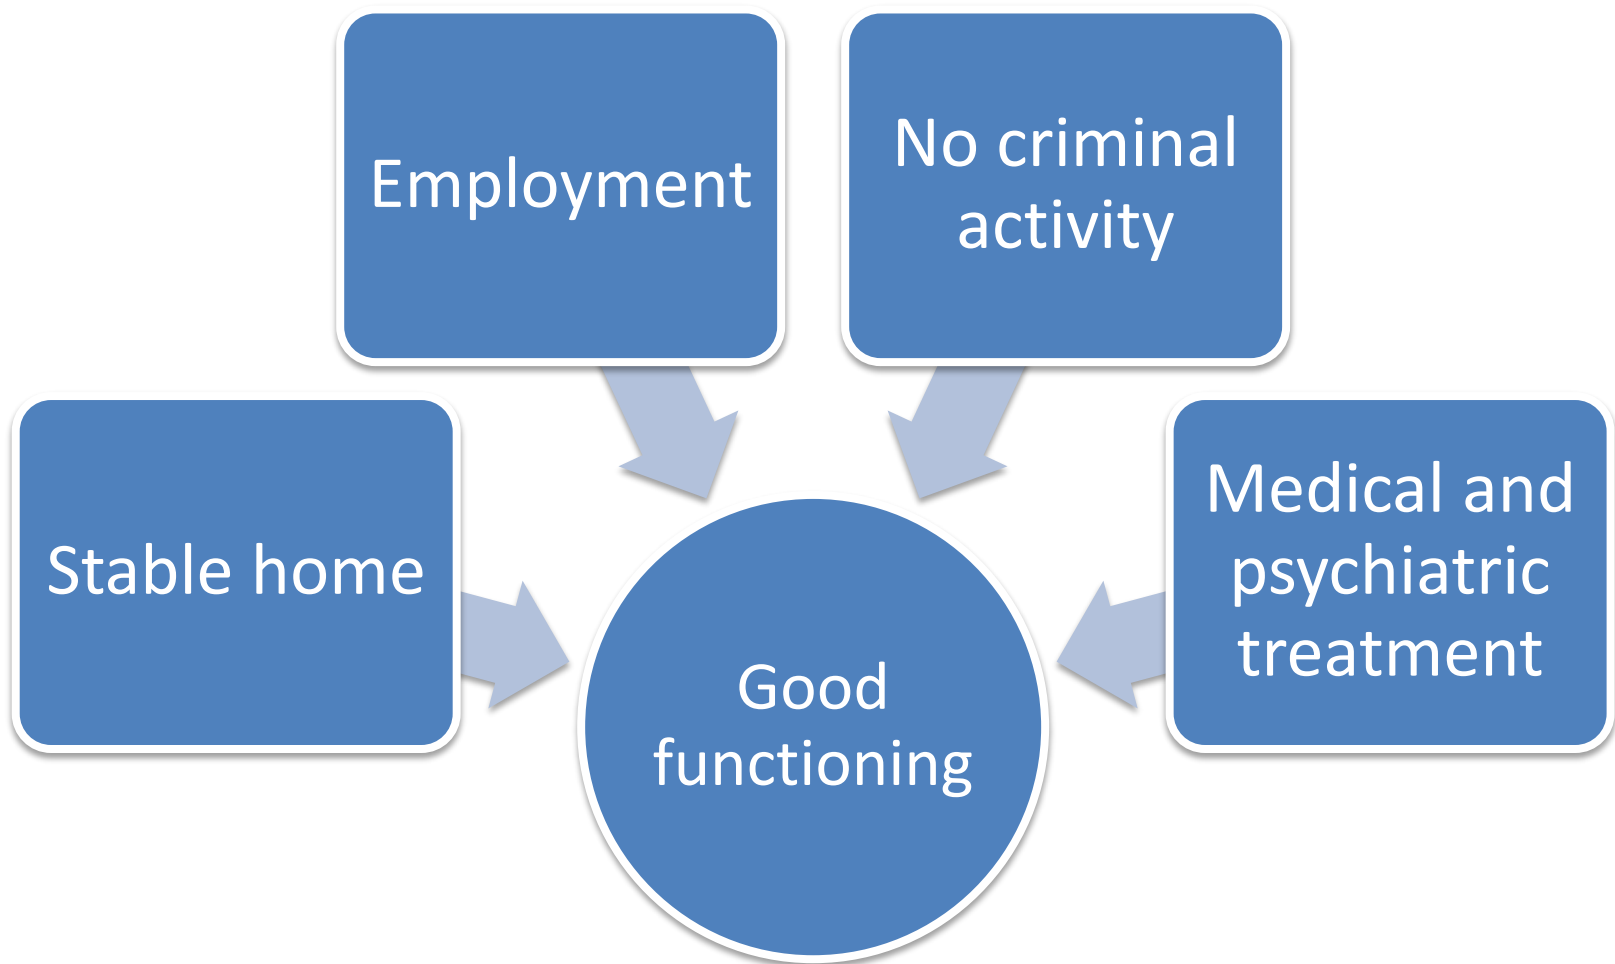 Employment
No criminal
activity
Stable home
Medical and
psychiatric
treatment
Good
functioning